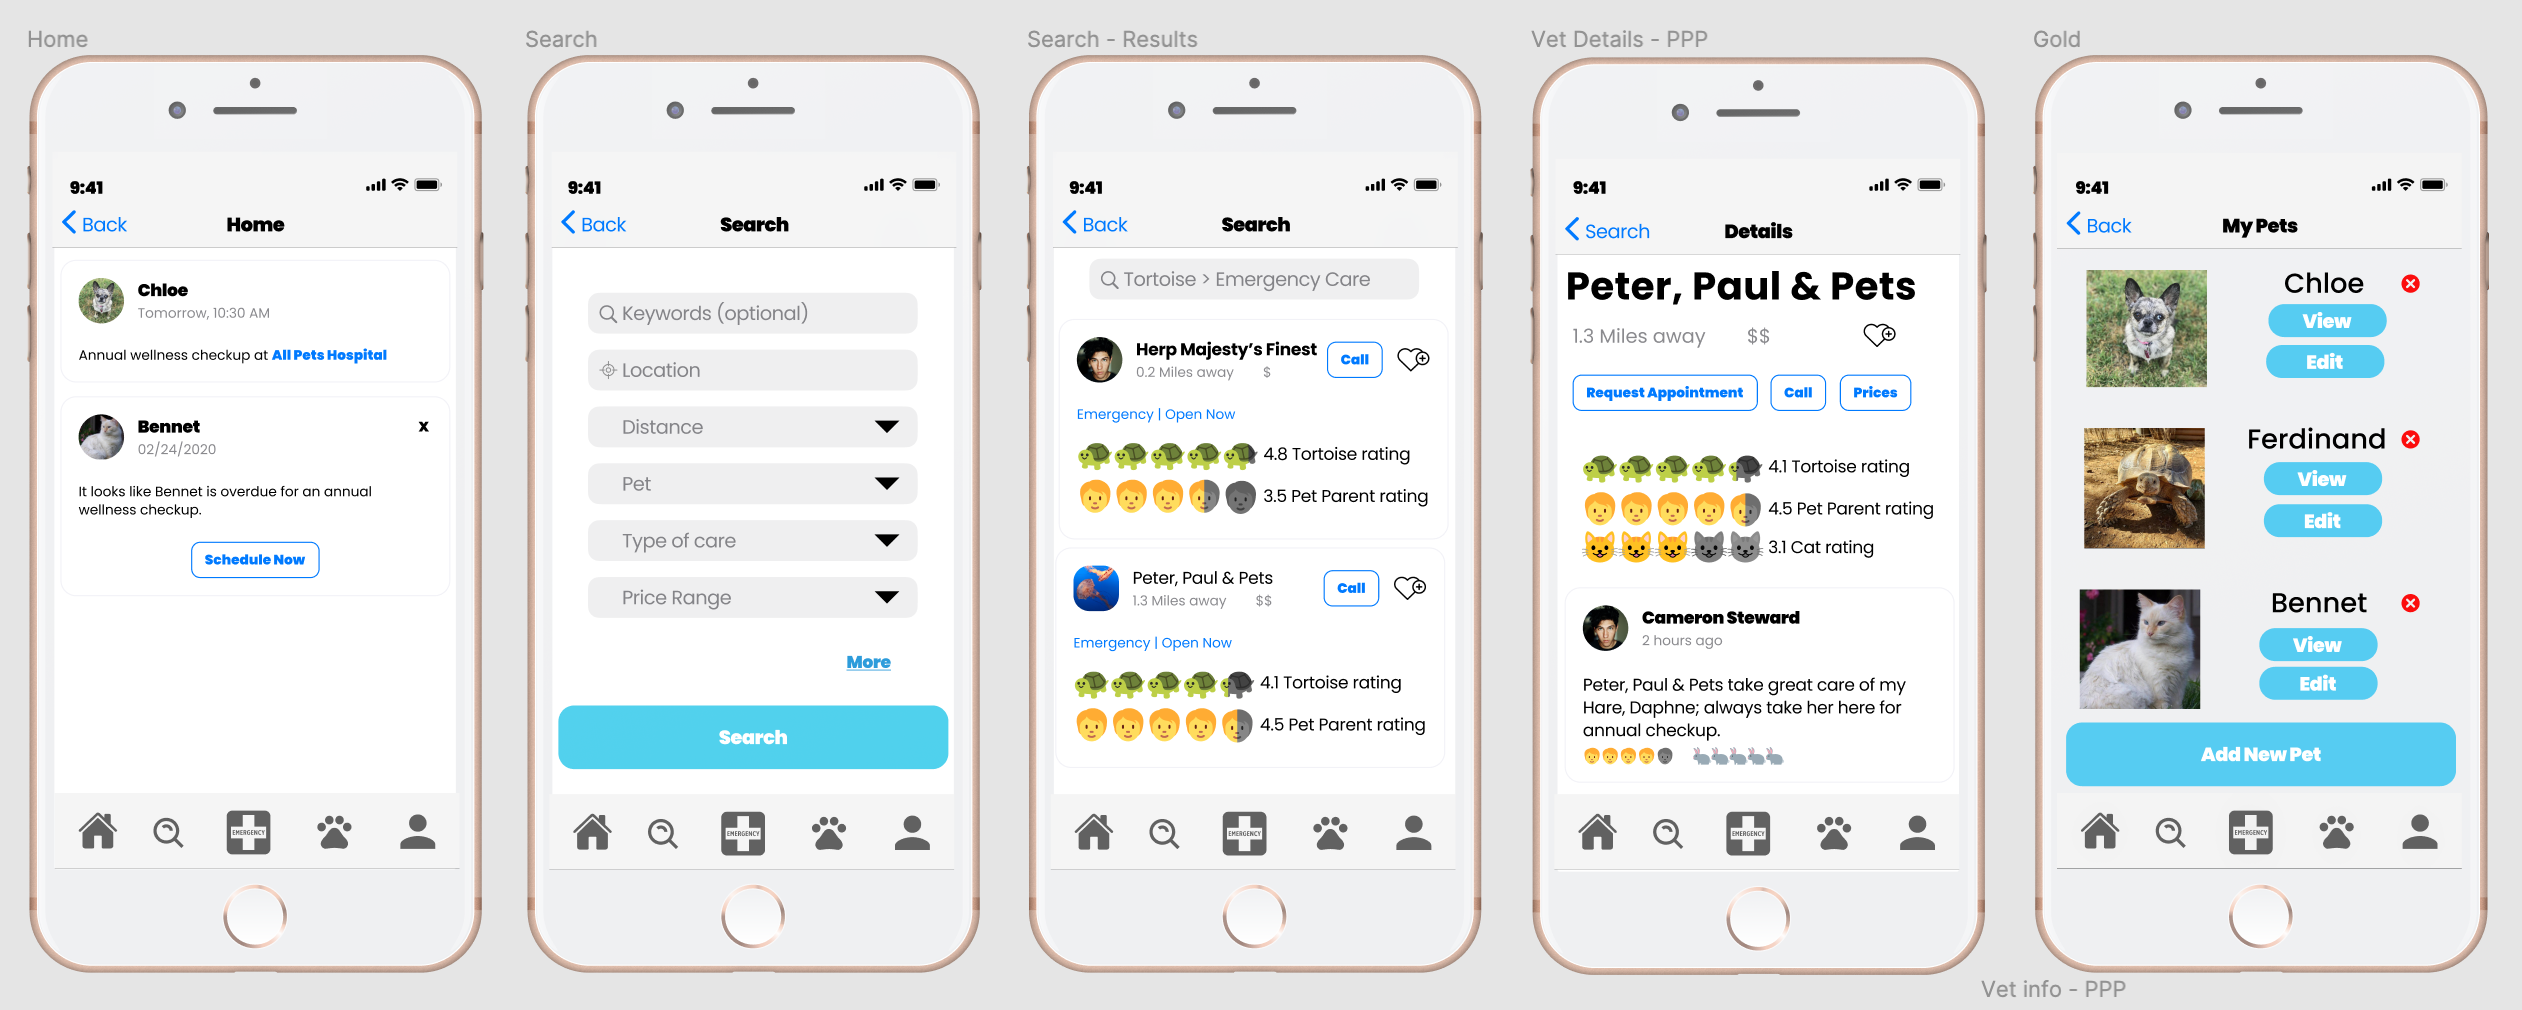 Home
9:41
Back
Home
Chloe
Tomorrow, 10:30 AM
Annual wellness checkup at All Pets Hospital
Bennet
x
02/24/2020
It looks like Bennet is overdue for an annual
wellness checkup.
Schedule Now
EMERGENCY
Search
9:41
Back
Search
Keywords (optional)
Location
Distance
Pet
Type of care
Price Range
More
Search
EMERGENCY
Search - Results
9:41
Back
Search
Tortoise > Emergency Care
Herp Majesty's Finest
Call
0.2 Miles away $
Emergency | Open Now
4.8 Tortoise rating
3.5 Pet Parent rating
Peter, Paul & Pets
Call
1.3 Miles away $$
Emergency | Open Now
4.1 Tortoise rating
4.5 Pet Parent rating
EMERGENCY
Vet Details - PPP
9:41
Search
Details
Peter, Paul & Pets
1.3 Miles away $$
Request Appointment
Call
Prices
4.1 Tortoise rating
4.5 Pet Parent rating
3.1 Cat rating
Cameron Steward
2 hours ago
Peter, Paul & Pets take great care of my
Hare, Daphne; always take her here for
annual checkup.
EMERGENCY
Gold
9:41
Back
My Pets
Chloe
View
Edit
Ferdinand
View
Edit
Bennet
View
Edit
Add New Pet
EMERGENCY
Vet info - PPP